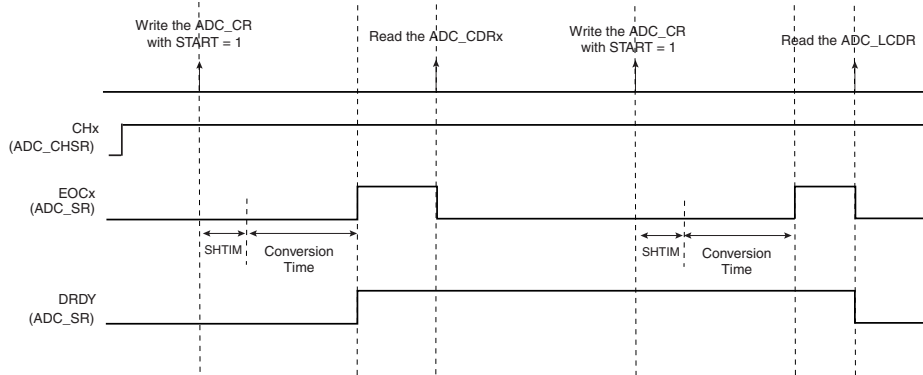 Write the ADC_CR
with START = 1
Read the ADC_CDRx
Write the ADC_CR
with START = 1
Read the ADC_LCDR
CHx
(ADC_CHSR)
EOCx
(ADC_SR)
SHTIM
Conversion
Time
SHTIM
Conversion
Time
DRDY
(ADC_SR)